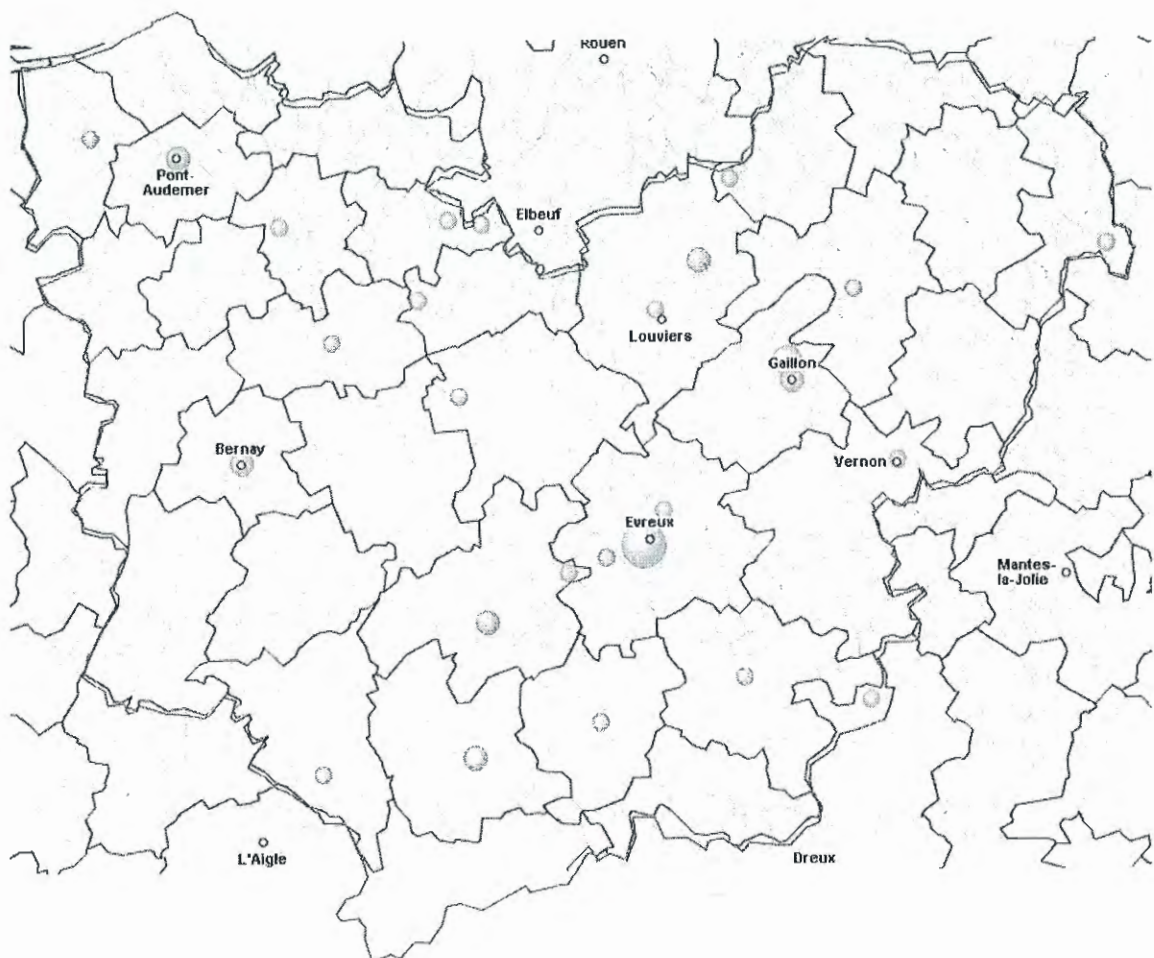 Rouen
Pont-
Audemer
Elbeuf
Louviers
Gaillon
Bernay
Vernon
Evreux
Mantes-
la-Jolie
L'Aigle
Dreux